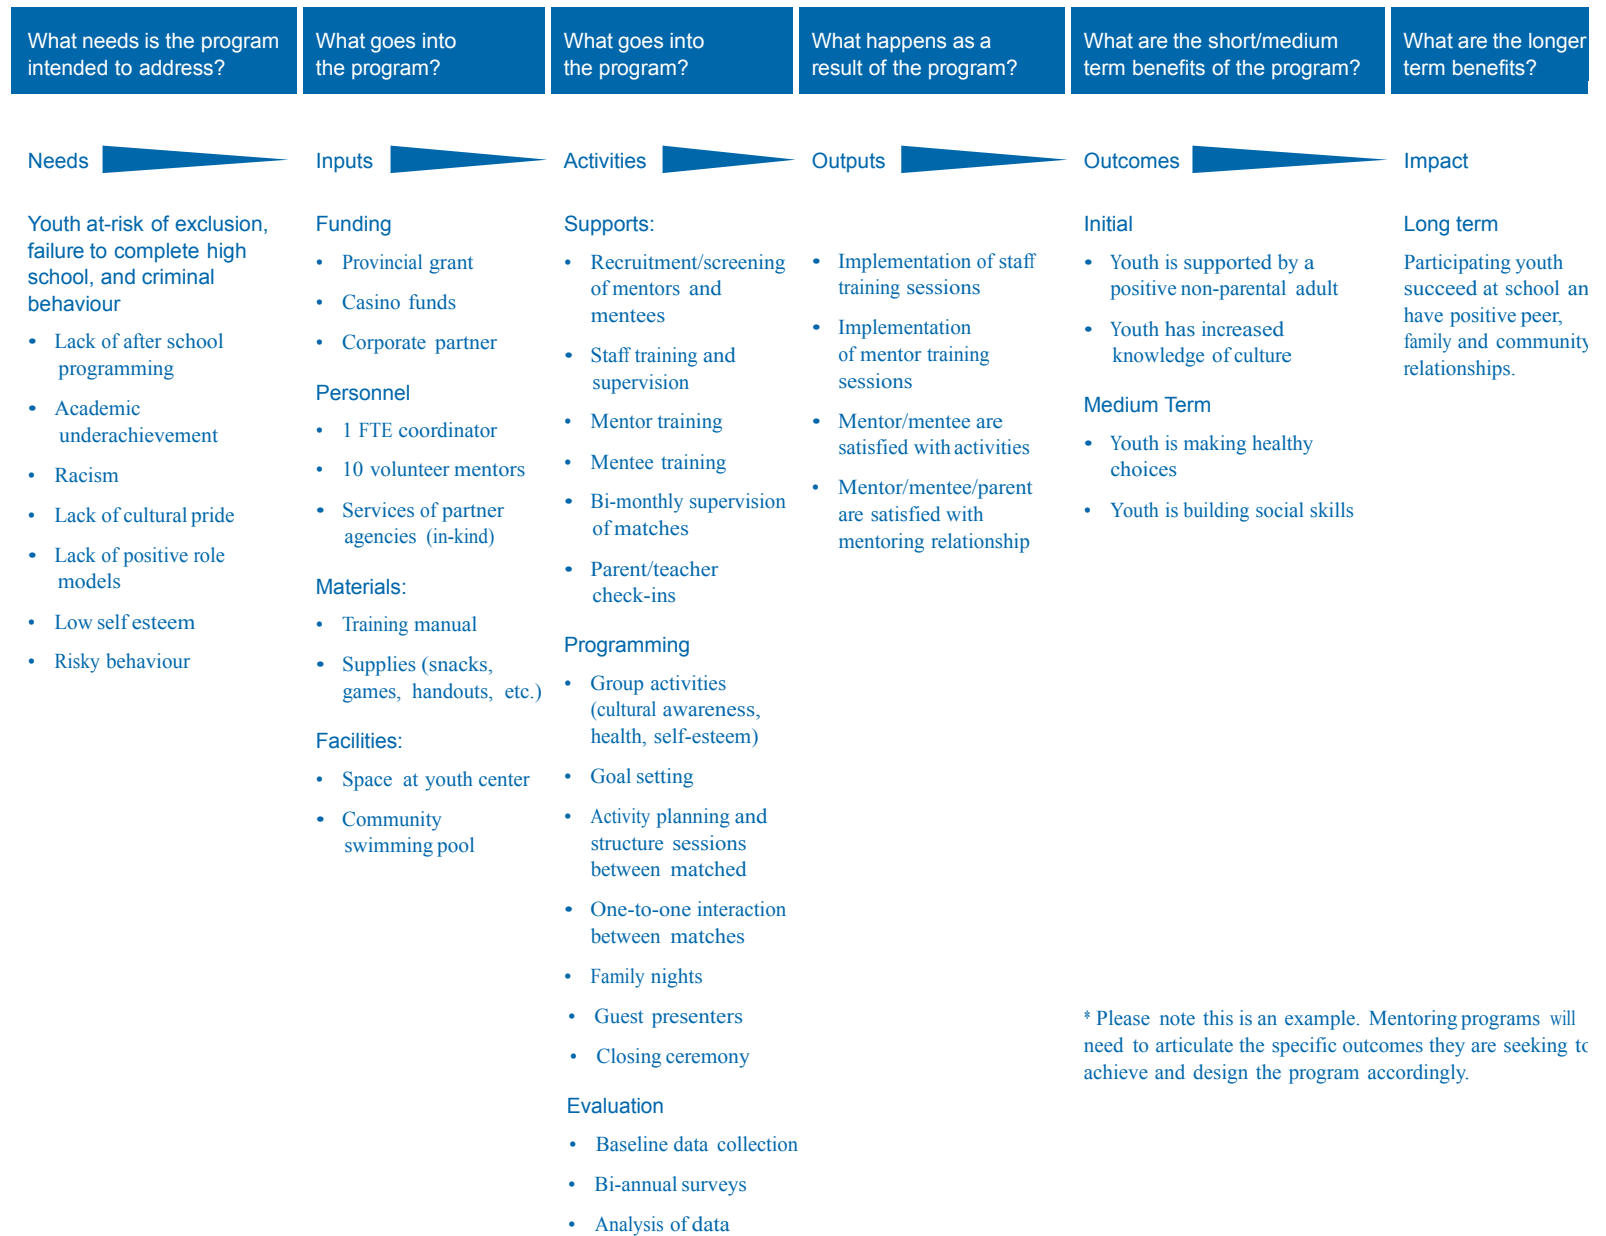 What needs is the program
intended to address?
What goes into
the program?
What goes into
the program?
What happens as a
result of the program?
What are the short/medium
term benefits of the program?
What are the longer
term benefits?
Needs
Inputs
Activities
Outputs
Outcomes
Impact
Youth at-risk of exclusion,
failure to complete high
school, and criminal
behaviour
• Lack of after school
programming
• Academic
underachievement
• Racism
• Lack of cultural pride
• Lack of positive role
models
• Low self esteem
• Risky behaviour
Funding
• Provincial grant
• Casino funds
• Corporate partner
Personnel
• 1 FTE coordinator
• 10 volunteer mentors
• Services of partner
agencies (in-kind)
Materials:
• Training manual
• Supplies (snacks,
games, handouts, etc.)
Facilities:
• Space at youth center
• Community
swimming pool
Supports:
• Recruitment/screening
of mentors and
mentees
• Staff training and
supervision
• Mentor training
• Mentee training
• Bi-monthly supervision
of matches
• Parent/teacher
check-ins
Programming
• Group activities
(cultural awareness,
health, self-esteem)
• Goal setting
• Activity planning and
structure sessions
between matched
• One-to-one interaction
between matches
• Family nights
• Guest presenters
• Closing ceremony
Evaluation
• Baseline data collection
• Bi-annual surveys
• Analysis of data
• Implementation of staff
training sessions
• Implementation
of mentor training
sessions
• Mentor/mentee are
satisfied with activities
• Mentor/mentee/parent
are satisfied with
mentoring relationship
Initial
• Youth is supported by a
positive non-parental adult
• Youth has increased
knowledge of culture
Medium Term
• Youth is making healthy
choices
• Youth is building social skills
Long term
Participating youth
succeed at school an
have positive peer,
family and community
relationships.
* Please note this is an example. Mentoring programs will
need to articulate the specific outcomes they are seeking to
achieve and design the program accordingly.